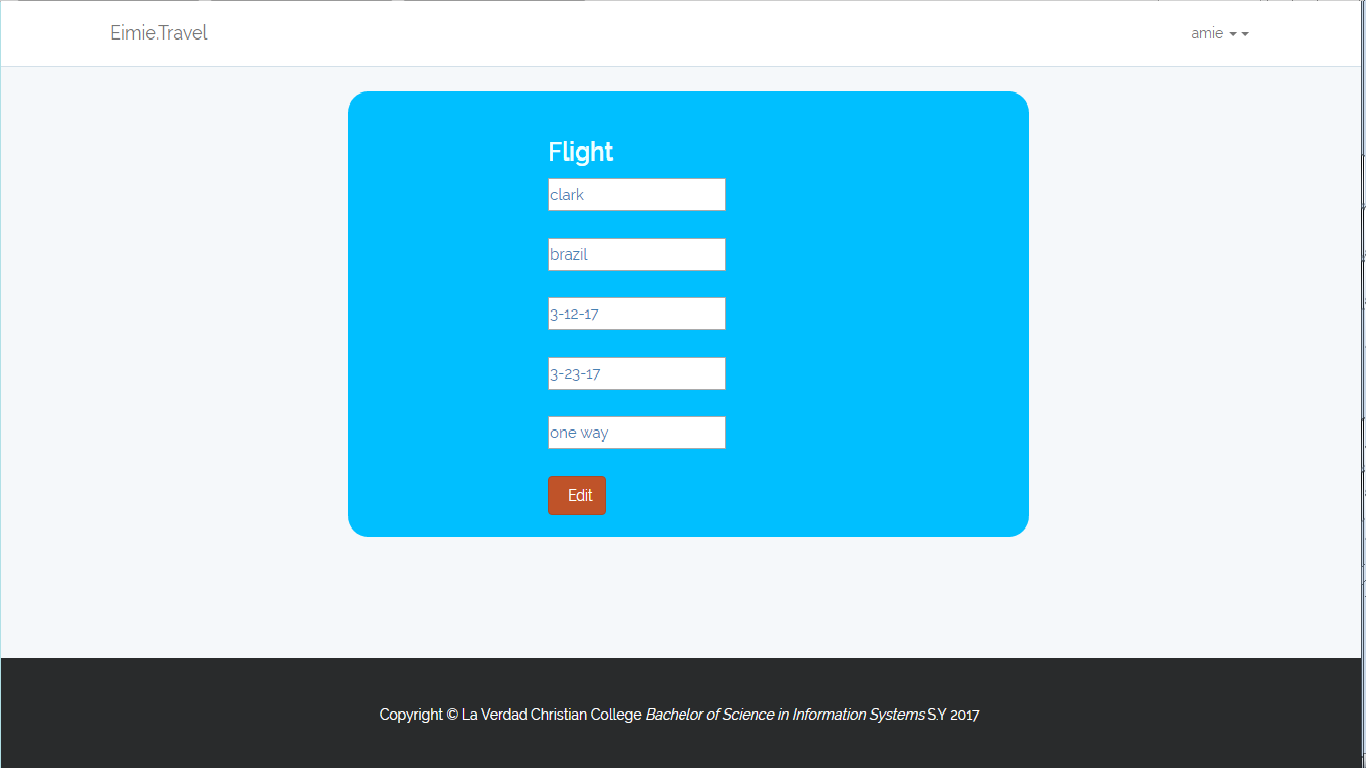 Eimie.Travel
amie
Flight
clark
brazil
3-12-17
3-23-17
one way
Edit
Copyright © La Verdad Christian College Bachelor of Science in Information Systems S.Y 2017